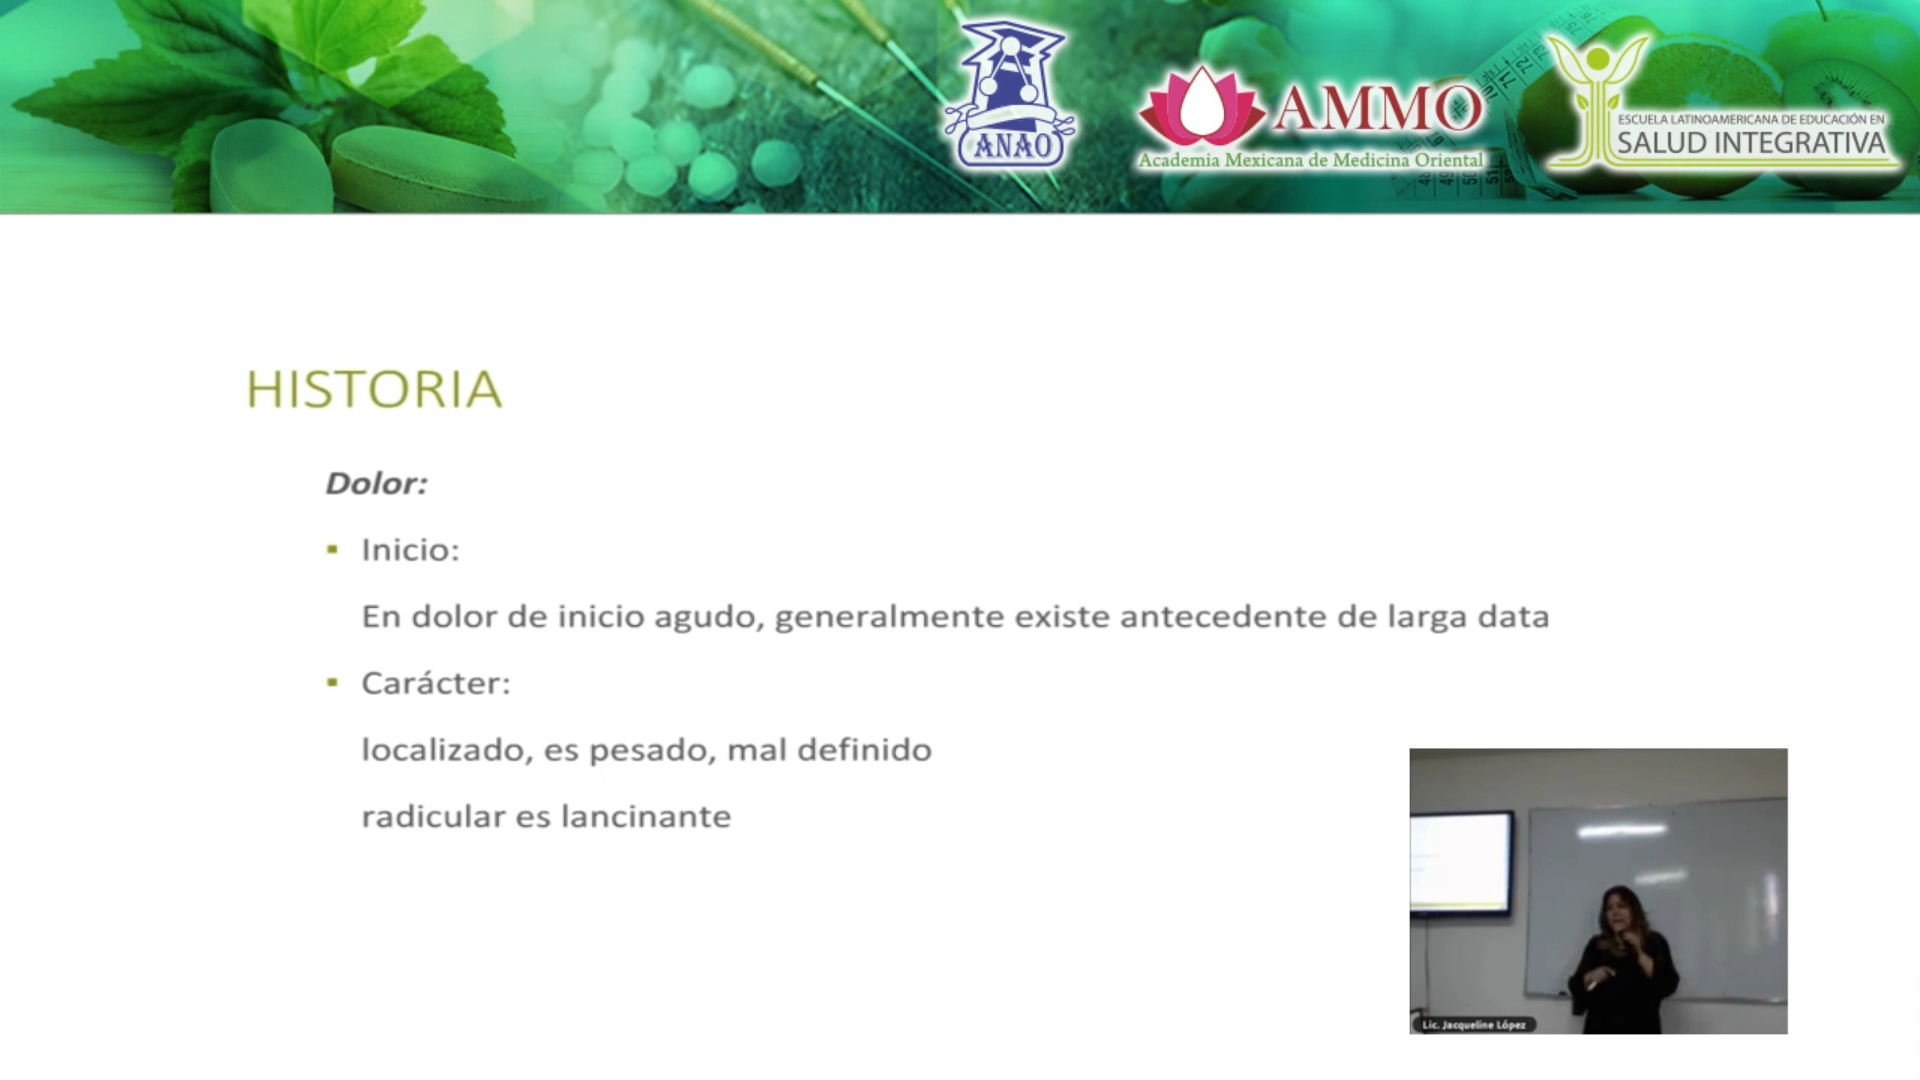 ANAO
AMMO
Academia Mexicana de Medicina Oriental
ESCUELA LATINOAMERICANA DE EDUCACIÓN EN
SALUD INTEGRATIVA
HISTORIA
Dolor:
Inicio:
En dolor de inicio agudo, generalmente existe antecedente de larga data
Carácter:
localizado, es pesado, mal definido
radicular es lancinante
Lic. Jacqueline López